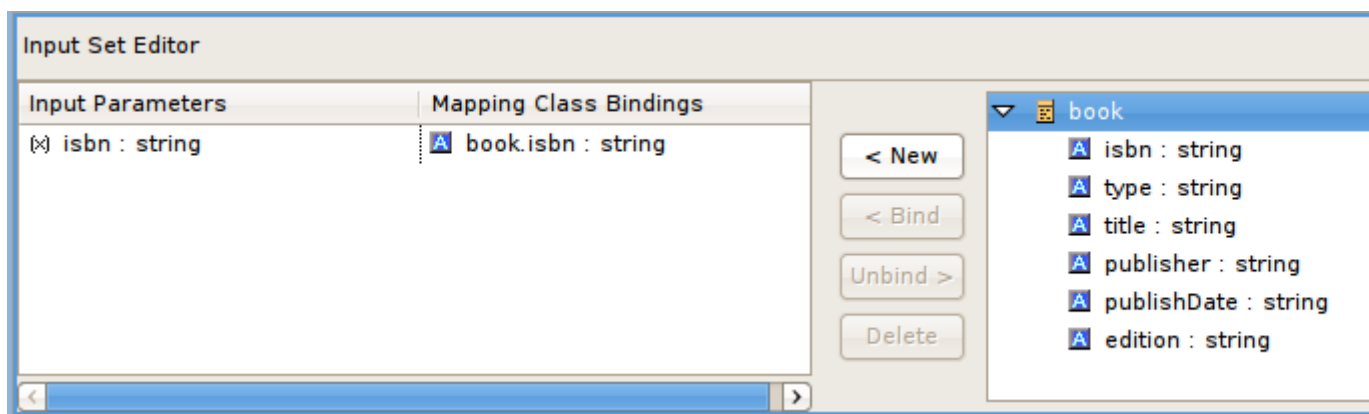 Input Set Editor
Input Parameters Mapping Class Bindings
isbn : string book.isbn : string
< New
< Bind
Unbind >
Delete
book
isbn : string
type : string
title : string
publisher : string
publishDate : string
edition : string